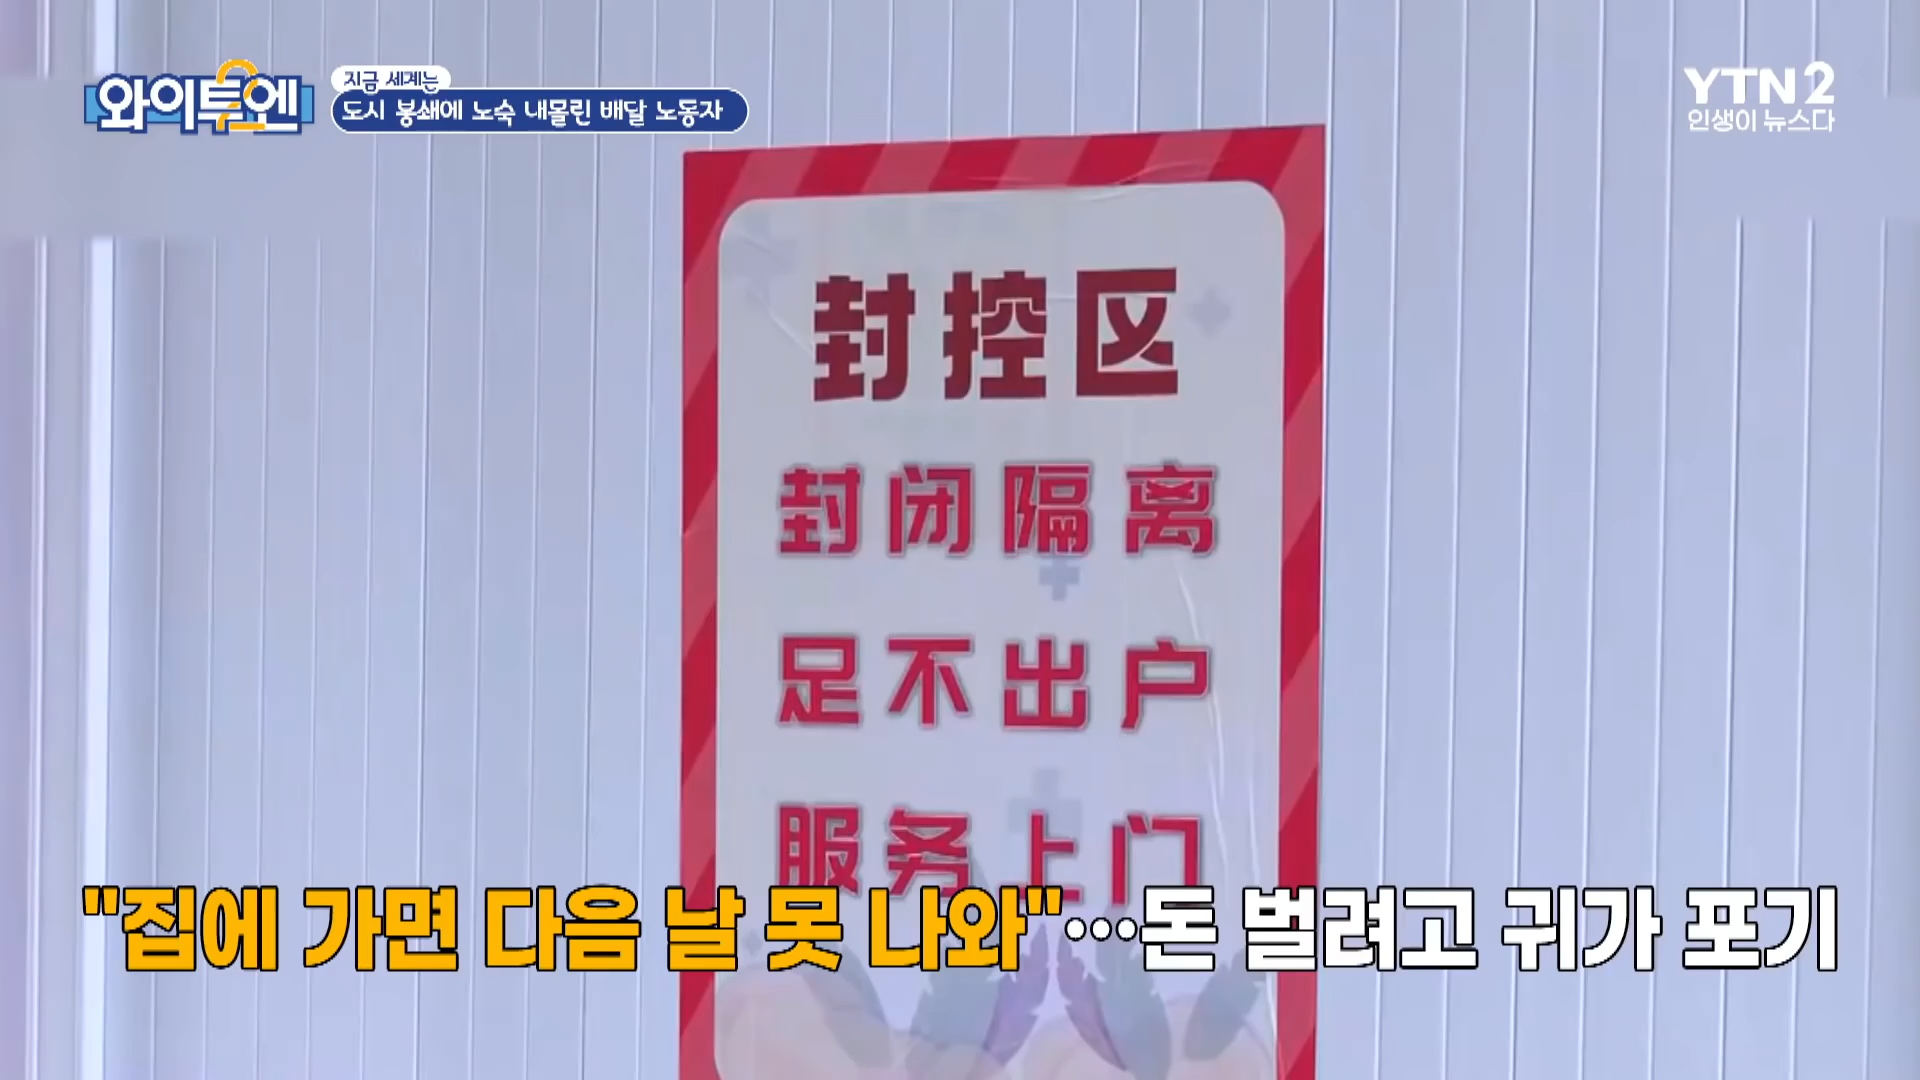 와이투엔
지금 세계는
도시 봉쇄에 노숙 내몰린 배달 노동자
YTN2
인생이 뉴스다
封控区
封闭隔离
足不出户
服务上门
"집에 가면 다음 날 못 나와"…돈 벌려고 귀가 포기